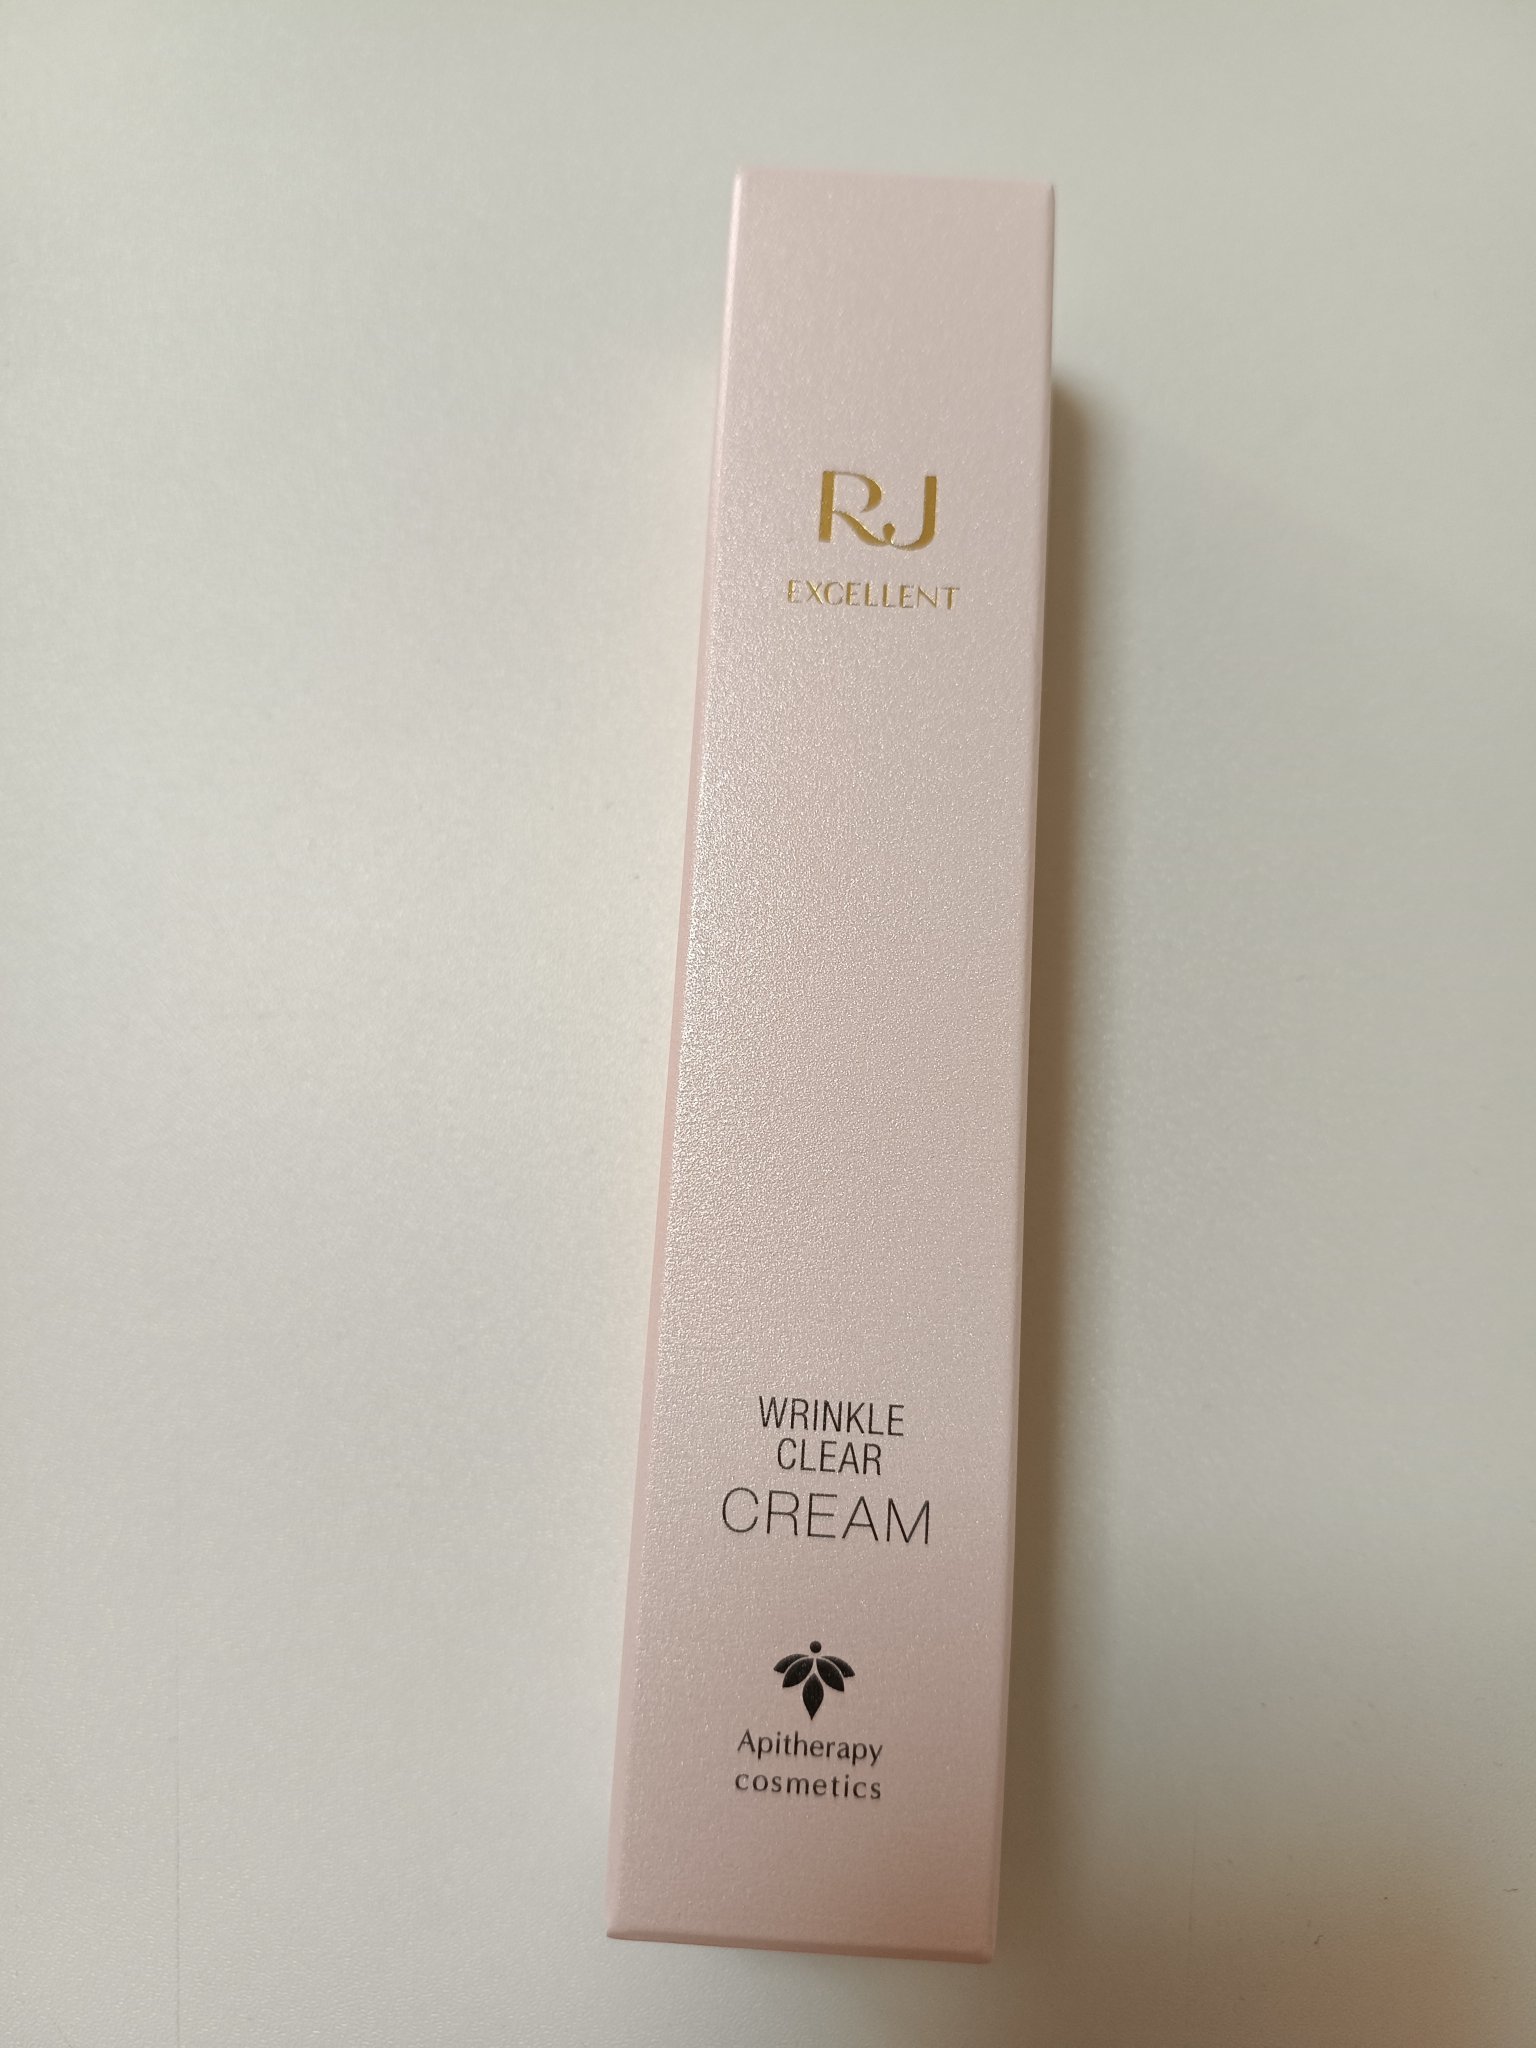 RJ
EXCELLENT
WRINKLE
CLEAR
CREAM
Apitherapy
cosmetics